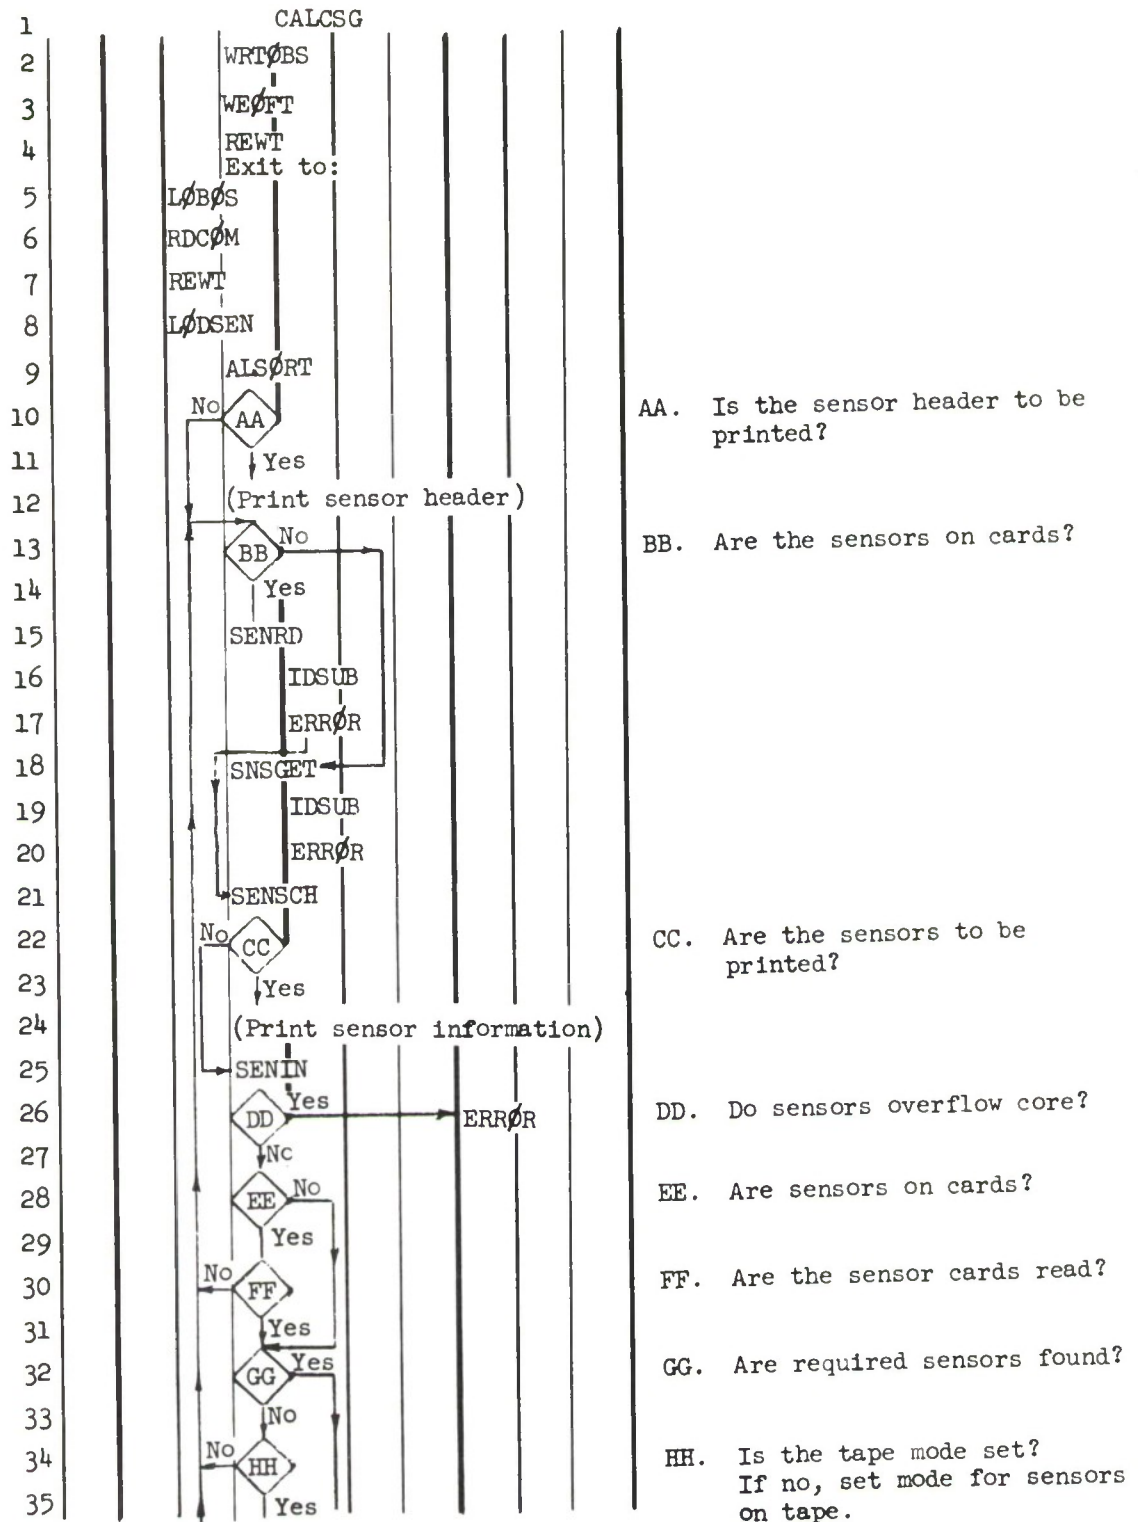 1 CALCSG
2 WRTØBS
3 WEØFT
4 REWT
Exit to:
5 LØBØS
6 RDCØM
7 REWT
8 LØDSEN
9 ALSØRT
10 No AA AA. Is the sensor header to be
printed?
11 Yes
12 (Print sensor header)
13 BB No BB. Are the sensors on cards?
14 Yes
15 SENRD
16 IDSUB
17 ERRØR
18 SNSGET
19 IDSUB
20 ERRØR
21 SENSCH
22 No CC CC. Are the sensors to be
printed?
23 Yes
24 (Print sensor information)
25 SENIN
26 DD Yes ERRØR DD. Do sensors overflow core?
27 No
28 EE No EE. Are sensors on cards?
29 Yes
30 No FF FF. Are the sensor cards read?
31 Yes
32 GG Yes GG. Are required sensors found?
33 No
34 No HH HH. Is the tape mode set?
If no, set mode for sensors
35 Yes on tape.